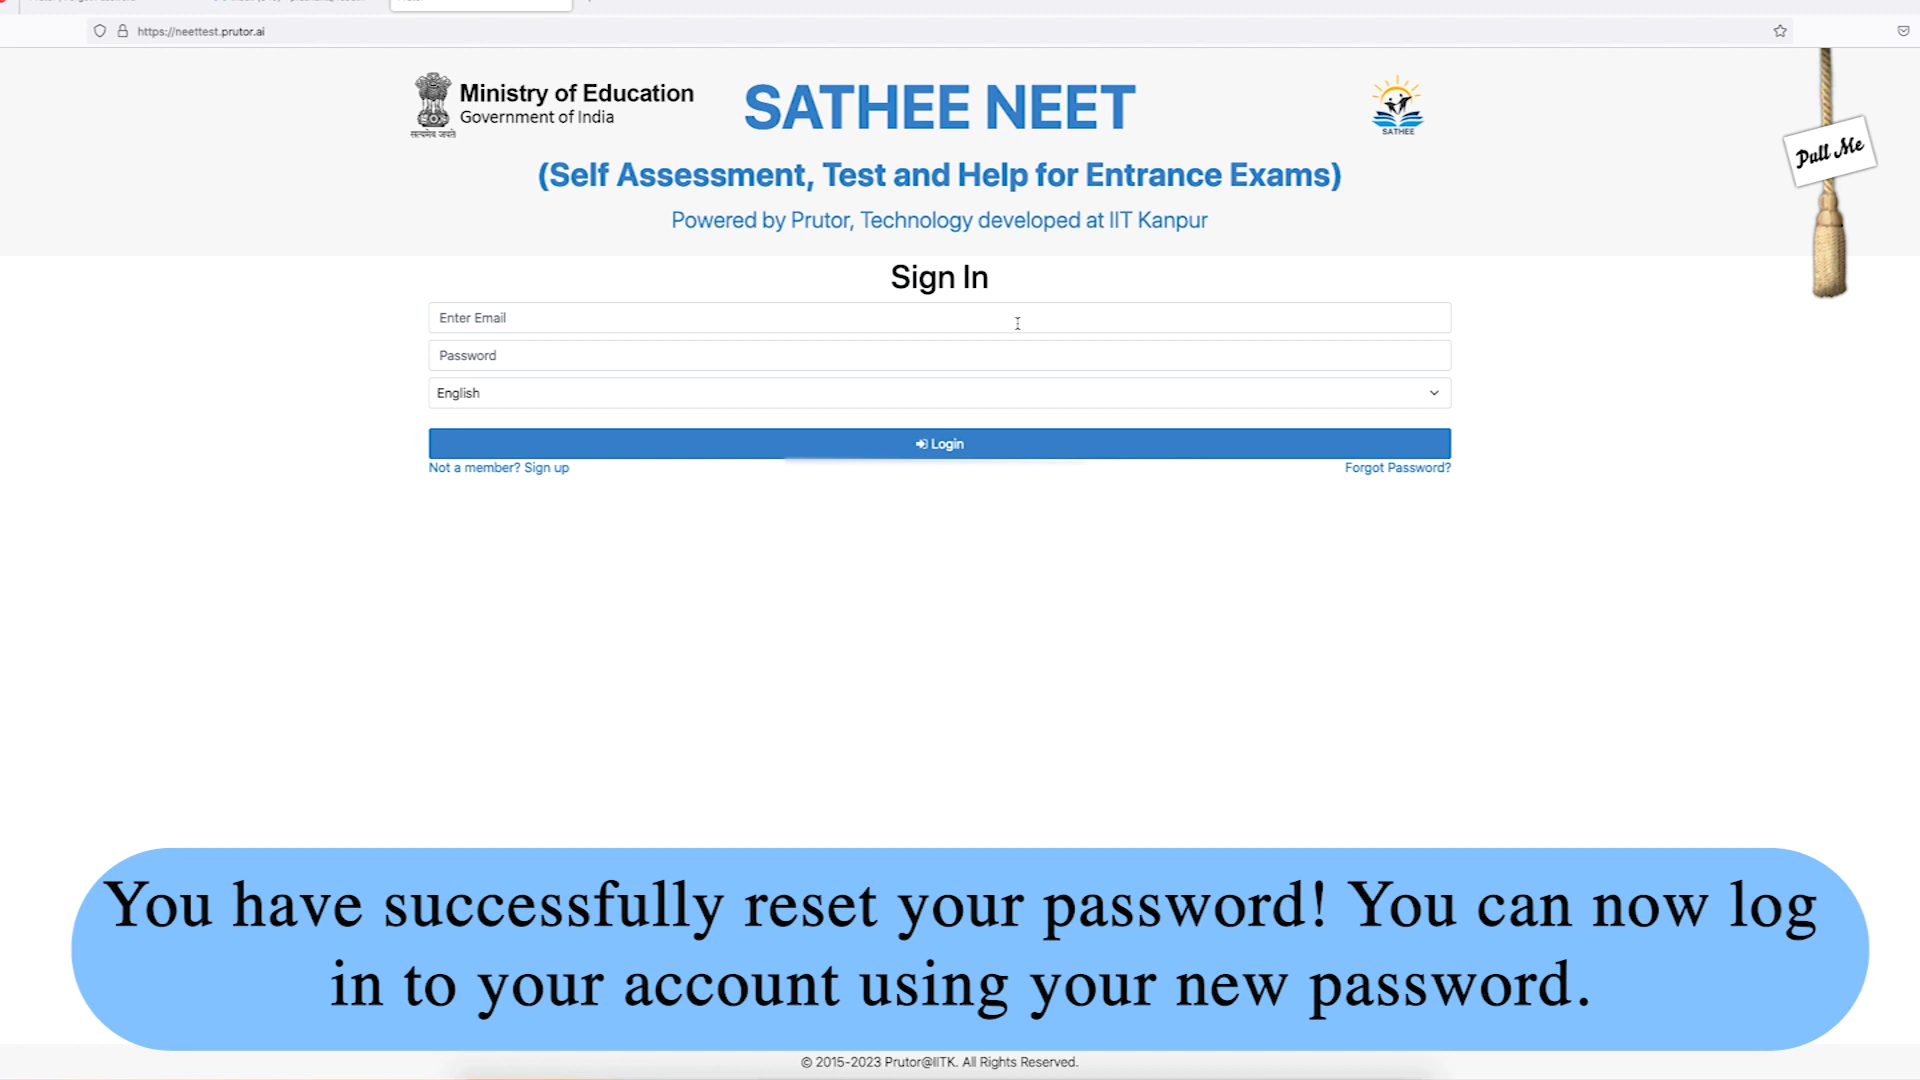 https://neettest.prutor.ai
Ministry of Education
Government of India
सत्यमेव जयते
SATHEE NEET
SATHEE
Pull Me
(Self Assessment, Test and Help for Entrance Exams)
Powered by Prutor, Technology developed at IIT Kanpur
Sign In
Enter Email
Password
English
Login
Not a member? Sign up
Forgot Password?
You have successfully reset your password! You can now log
in to your account using your new password.
© 2015-2023 Prutor@IITK. All Rights Reserved.